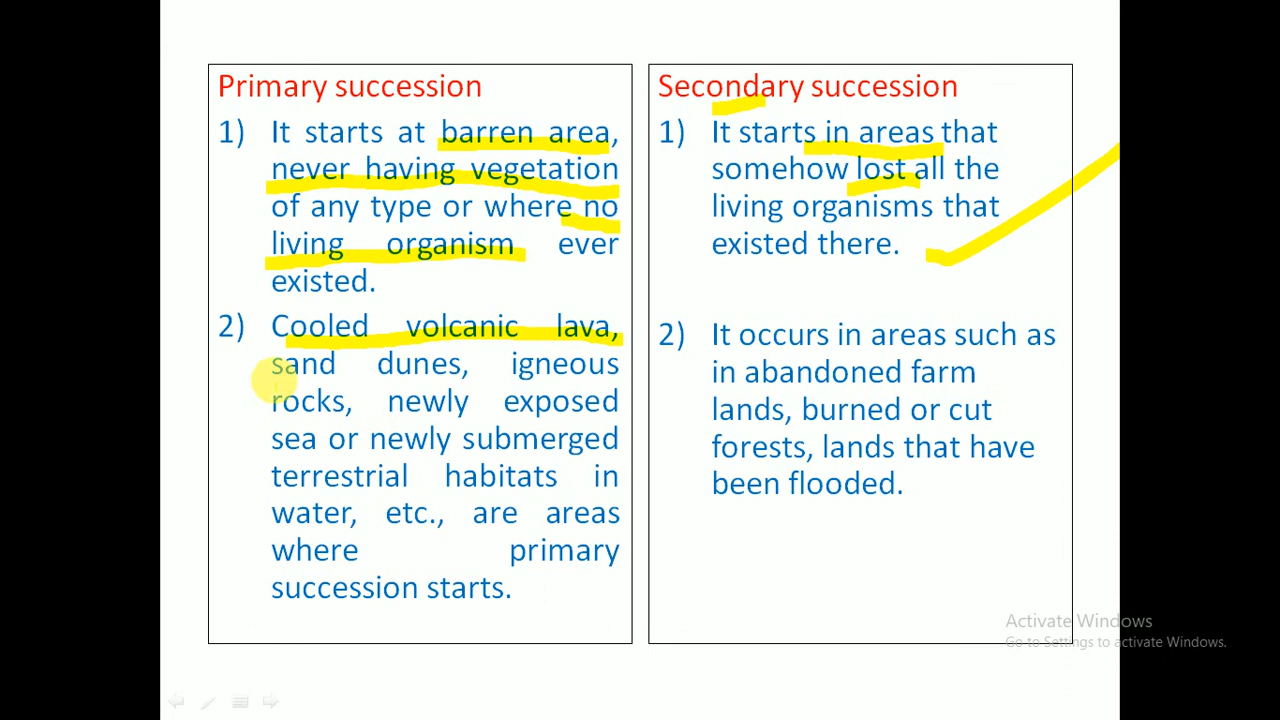 Primary succession
1) It starts at barren area,
never having vegetation
of any type or where no
living organism ever
existed.
2) Cooled volcanic lava,
sand dunes, igneous
rocks, newly exposed
sea or newly submerged
terrestrial habitats in
water, etc., are areas
where primary
succession starts.
Secondary succession
1) It starts in areas that
somehow lost all the
living organisms that
existed there.
2) It occurs in areas such as
in abandoned farm
lands, burned or cut
forests, lands that have
been flooded.
Activate Windows
Go to Settings to activate Windows.